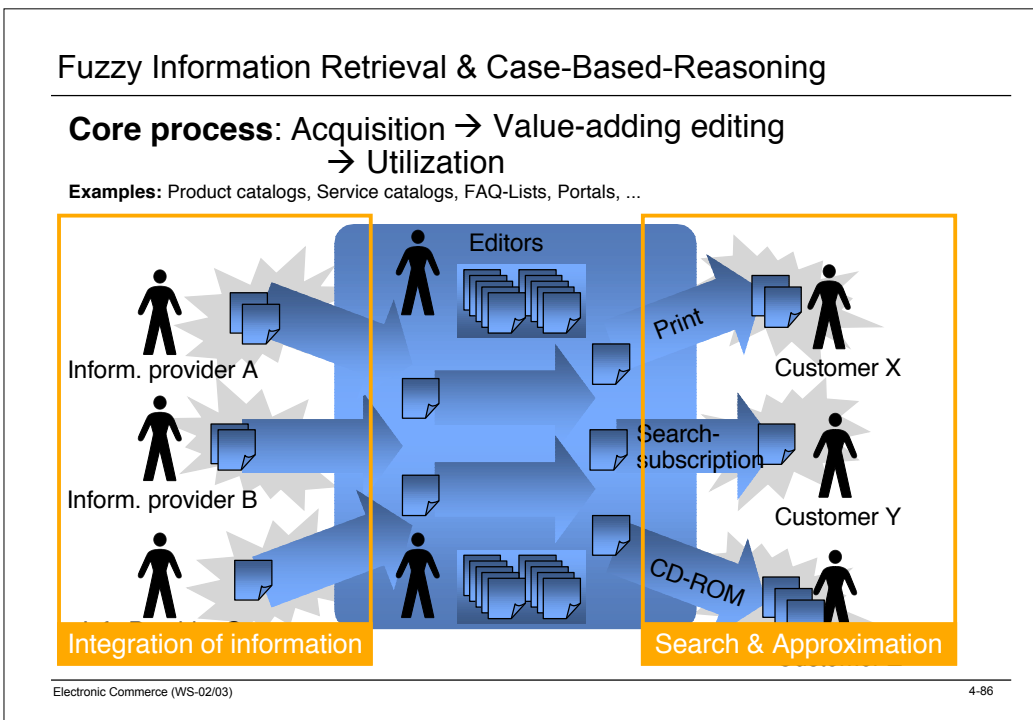 Fuzzy Information Retrieval & Case-Based-Reasoning
Core process: Acquisition → Value-adding editing
→ Utilization
Examples: Product catalogs, Service catalogs, FAQ-Lists, Portals, ...
Editors
Print
Inform. provider A
Customer X
Search-
subscription
Inform. provider B
Customer Y
CD-ROM
Integration of information
Search & Approximation
Electronic Commerce (WS-02/03)
4-86